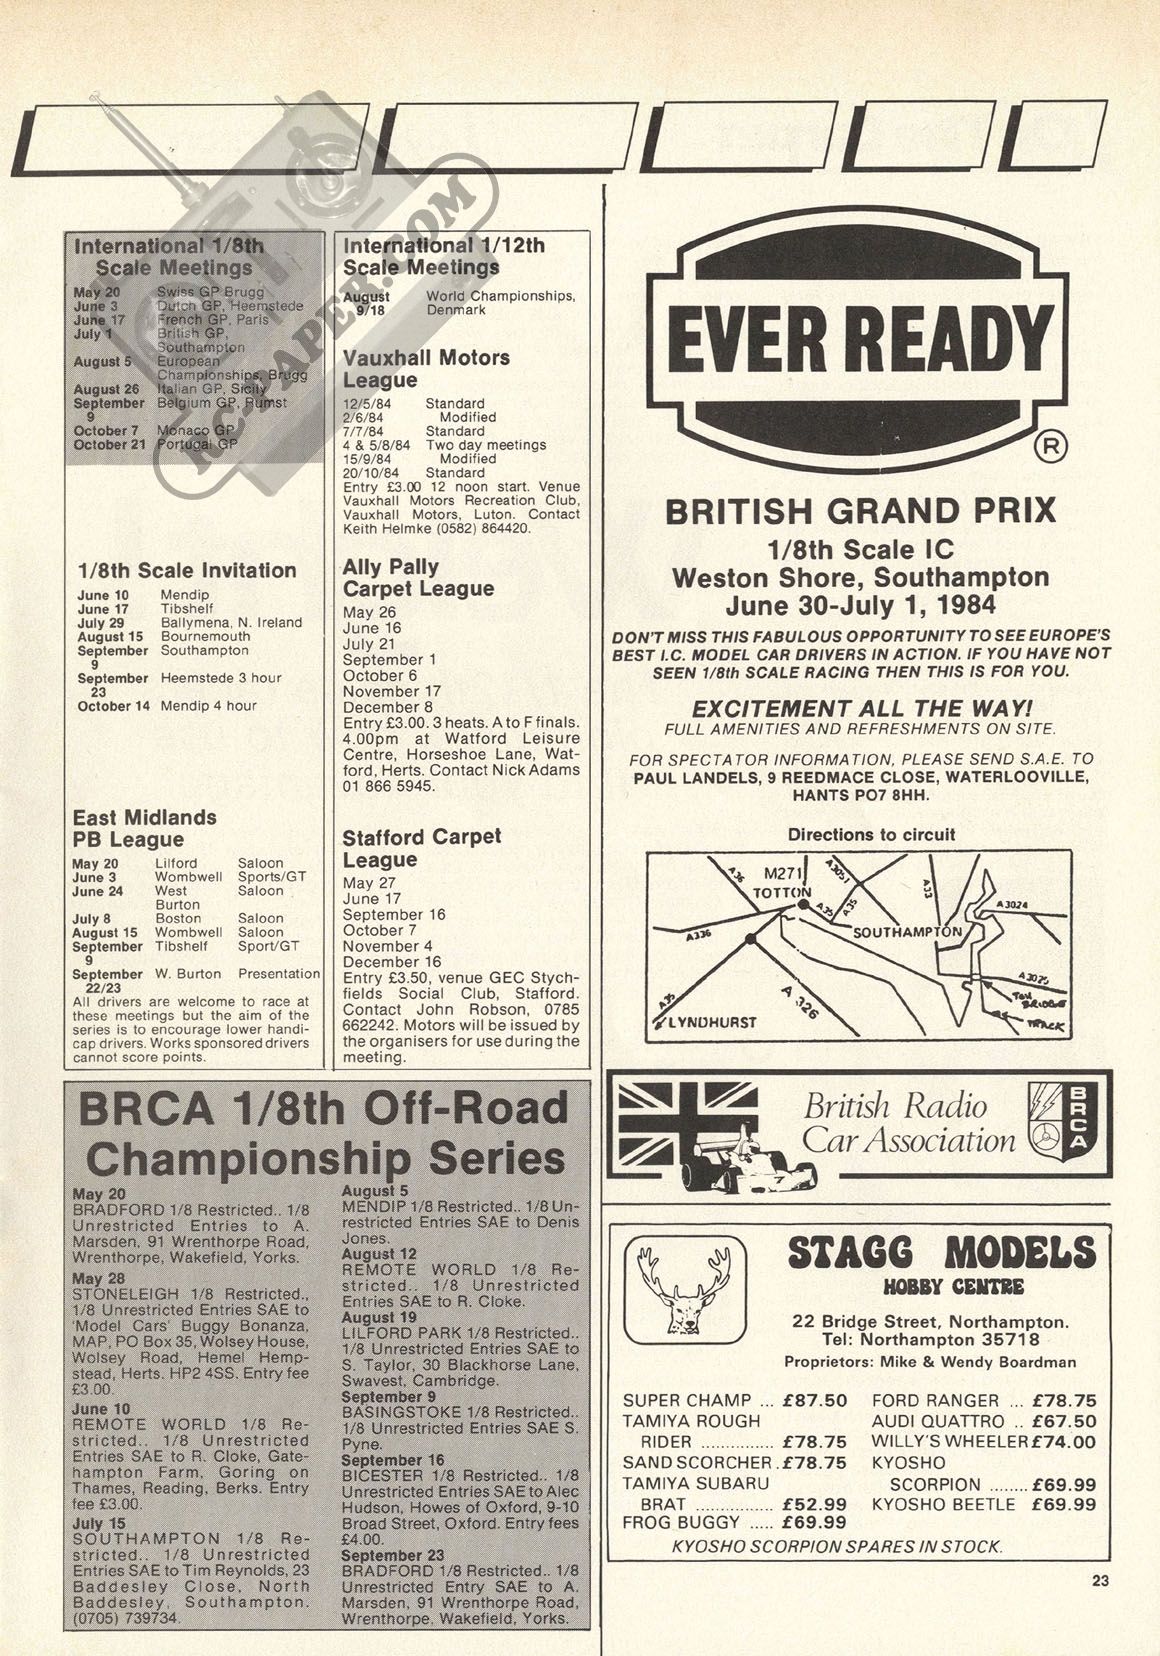 International 1/8th
Scale Meetings
May 20 Swiss GP Brugg
June 3 Dutch GP, Heemstede
June 17 French GP, Paris
July 1 British GP,
Southampton
August 5 European
Championships, Brugg
August 26 Italian GP, Sicily
September Belgium GP, Rumst
9
October 7 Monaco GP
October 21 Portugal GP
RC-PAPER.COM
1/8th Scale Invitation
June 10 Mendip
June 17 Tibshelf
July 29 Ballymena, N. Ireland
August 15 Bournemouth
September Southampton
9
September Heemstede 3 hour
23
October 14 Mendip 4 hour
East Midlands
PB League
May 20 Lilford Saloon
June 3 Wombwell Sports/GT
June 24 West Saloon
Burton
July 8 Boston Saloon
August 15 Wombwell Saloon
September Tibshelf Sport/GT
9
September W. Burton Presentation
22/23
All drivers are welcome to race at
these meetings but the aim of the
series is to encourage lower handi-
cap drivers. Works sponsored drivers
cannot score points.
International 1/12th
Scale Meetings
August World Championships,
9/18 Denmark
Vauxhall Motors
League
12/5/84 Standard
2/6/84 Modified
7/7/84 Standard
4 & 5/8/84 Two day meetings
15/9/84 Modified
20/10/84 Standard
Entry £3.00 12 noon start. Venue
Vauxhall Motors Recreation Club,
Vauxhall Motors, Luton. Contact
Keith Helmke (0582) 864420.
Ally Pally
Carpet League
May 26
June 16
July 21
September 1
October 6
November 17
December 8
Entry £3.00. 3 heats. A to F finals.
4.00pm at Watford Leisure
Centre, Horseshoe Lane, Wat-
ford, Herts. Contact Nick Adams
01 866 5945.
Stafford Carpet
League
May 27
June 17
September 16
October 7
November 4
December 16
Entry £3.50, venue GEC Stych-
fields Social Club, Stafford.
Contact John Robson, 0785
662242. Motors will be issued by
the organisers for use during the
meeting.
BRCA 1/8th Off-Road
Championship Series
May 20
BRADFORD 1/8 Restricted.. 1/8
Unrestricted Entries to A.
Marsden, 91 Wrenthorpe Road,
Wrenthorpe, Wakefield, Yorks.
May 28
STONELEIGH 1/8 Restricted.,
1/8 Unrestricted Entries SAE to
'Model Cars' Buggy Bonanza,
MAP, PO Box 35, Wolsey House,
Wolsey Road, Hemel Hemp-
stead, Herts. HP2 4SS. Entry fee
£3.00.
June 10
REMOTE WORLD 1/8 Re-
stricted.. 1/8 Unrestricted
Entries SAE to R. Cloke, Gate-
hampton Farm, Goring on
Thames, Reading, Berks. Entry
fee £3.00.
July 15
SOUTHAMPTON 1/8 Re-
stricted.. 1/8 Unrestricted
Entries SAE to Tim Reynolds, 23
Baddesley Close, North
Baddesley, Southampton.
(0705) 739734.
August 5
MENDIP 1/8 Restricted.. 1/8 Un-
restricted Entries SAE to Denis
Jones.
August 12
REMOTE WORLD 1/8 Re-
stricted.. 1/8 Unrestricted
Entries SAE to R. Cloke.
August 19
LILFORD PARK 1/8 Restricted..
1/8 Unrestricted Entries SAE to
S. Taylor, 30 Blackhorse Lane,
Swavest, Cambridge.
September 9
BASINGSTOKE 1/8 Restricted..
1/8 Unrestricted Entries SAE S.
Pyne.
September 16
BICESTER 1/8 Restricted.. 1/8
Unrestricted Entries SAE to Alec
Hudson, Howes of Oxford, 9-10
Broad Street, Oxford. Entry fees
£4.00.
September 23
BRADFORD 1/8 Restricted.. 1/8
Unrestricted Entry SAE to A.
Marsden, 91 Wrenthorpe Road,
Wrenthorpe, Wakefield, Yorks.
EVER READY
®
BRITISH GRAND PRIX
1/8th Scale IC
Weston Shore, Southampton
June 30-July 1, 1984
DON'T MISS THIS FABULOUS OPPORTUNITY TO SEE EUROPE'S
BEST I.C. MODEL CAR DRIVERS IN ACTION. IF YOU HAVE NOT
SEEN 1/8th SCALE RACING THEN THIS IS FOR YOU.
EXCITEMENT ALL THE WAY!
FULL AMENITIES AND REFRESHMENTS ON SITE.
FOR SPECTATOR INFORMATION, PLEASE SEND S.A.E. TO
PAUL LANDELS, 9 REEDMACE CLOSE, WATERLOOVILLE,
HANTS PO7 8HH.
Directions to circuit
A36
M271
A3051
A33
TOTTON
A35
A35
A3024
A336
SOUTHAMPTON
A3025
TOLL
BRIDGE
A35
A 326
LYNDHURST
TRACK
British Radio
Car Association
BRCA
7
STAGG MODELS
HOBBY CENTRE
22 Bridge Street, Northampton.
Tel: Northampton 35718
Proprietors: Mike & Wendy Boardman
SUPER CHAMP ... £87.50
TAMIYA ROUGH
RIDER ............... £78.75
SAND SCORCHER . £78.75
TAMIYA SUBARU
BRAT ................ £52.99
FROG BUGGY ..... £69.99
FORD RANGER ... £78.75
AUDI QUATTRO .. £67.50
WILLY'S WHEELER £74.00
KYOSHO
SCORPION ........ £69.99
KYOSHO BEETLE £69.99
KYOSHO SCORPION SPARES IN STOCK.
23